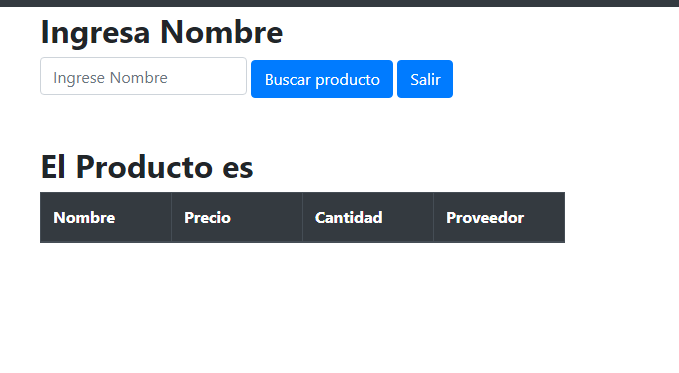 Ingresa Nombre
Ingrese Nombre Buscar producto Salir
El Producto es
Nombre Precio Cantidad Proveedor